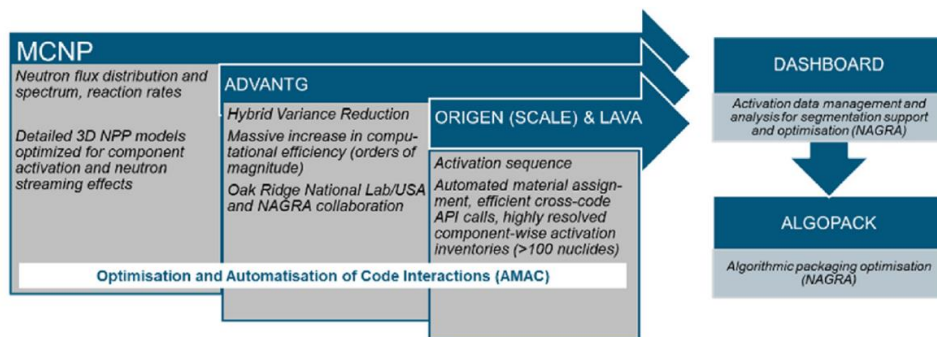 MCNP
Neutron flux distribution and
spectrum, reaction rates
Detailed 3D NPP models
optimized for component
activation and neutron
streaming effects
ADVANTG
Hybrid Variance Reduction
Massive increase in compu-
tational efficiency (orders of
magnitude)
Oak Ridge National Lab/USA
and NAGRA collaboration
ORIGEN (SCALE) & LAVA
Activation sequence
Automated material assign-
ment, efficient cross-code
API calls, highly resolved
component-wise activation
inventories (>100 nuclides)
Optimisation and Automatisation of Code Interactions (AMAC)
DASHBOARD
Activation data management and
analysis for segmentation support
and optimisation (NAGRA)
ALGOPACK
Algorithmic packaging optimisation
(NAGRA)